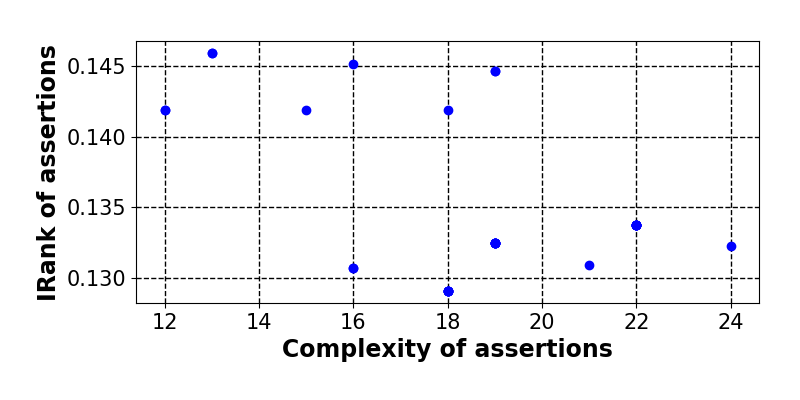 IRank of assertions
0.145
0.140
0.135
0.130
12 14 16 18 20 22 24
Complexity of assertions